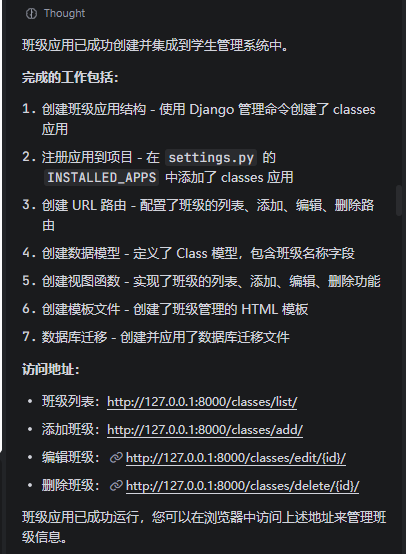 Thought
班级应用已成功创建并集成到学生管理系统中。
完成的工作包括：
1. 创建班级应用结构 - 使用 Django 管理命令创建了 classes
应用
2. 注册应用到项目 - 在 settings.py 的
INSTALLED_APPS 中添加了 classes 应用
3. 创建 URL 路由 - 配置了班级的列表、添加、编辑、删除路
由
4. 创建数据模型 - 定义了 Class 模型，包含班级名称字段
5. 创建视图函数 - 实现了班级的列表、添加、编辑、删除功能
6. 创建模板文件 - 创建了班级管理的 HTML 模板
7. 数据库迁移 - 创建并应用了数据库迁移文件
访问地址：
• 班级列表：http://127.0.0.1:8000/classes/list/
• 添加班级：http://127.0.0.1:8000/classes/add/
• 编辑班级：http://127.0.0.1:8000/classes/edit/{id}/
• 删除班级：http://127.0.0.1:8000/classes/delete/{id}/
班级应用已成功运行，您可以在浏览器中访问上述地址来管理班
级信息。